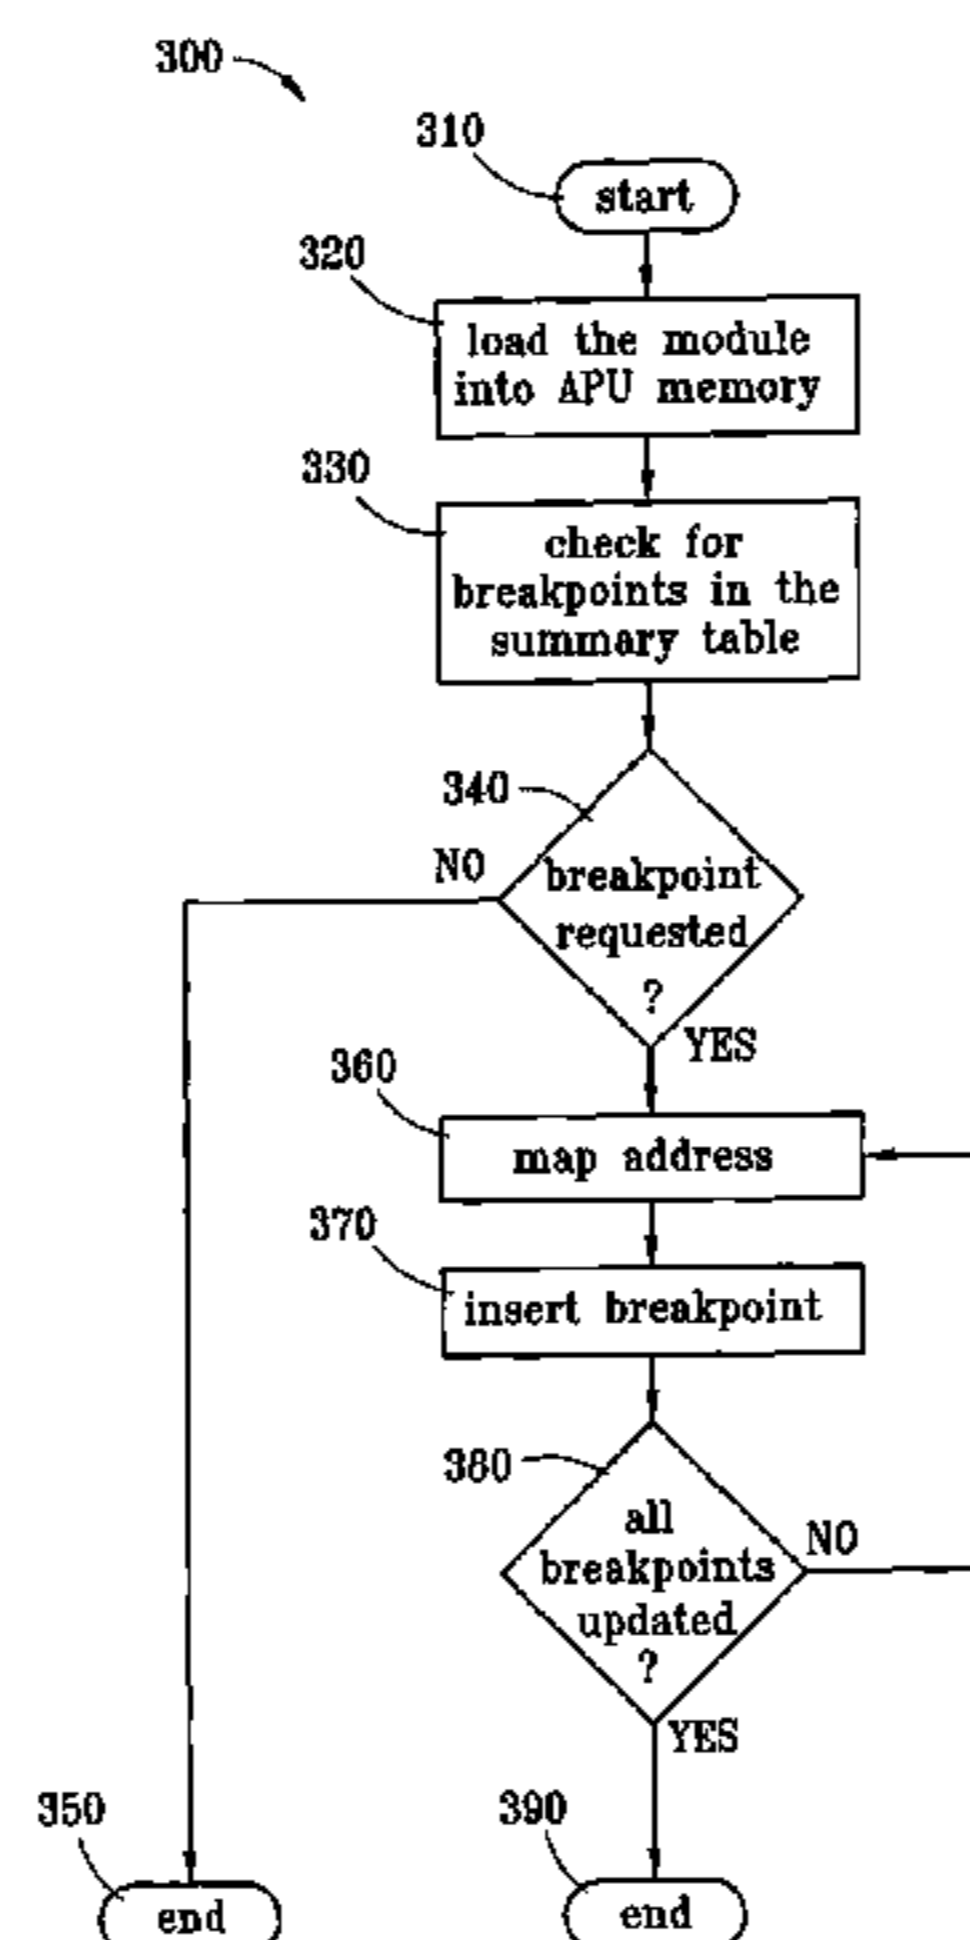 300
310
start
320
load the module
into APU memory
330
check for
breakpoints in the
summary table
340
NO
breakpoint
requested
?
YES
360
map address
370
insert breakpoint
380
all
breakpoints
updated
?
NO
YES
350
end
390
end